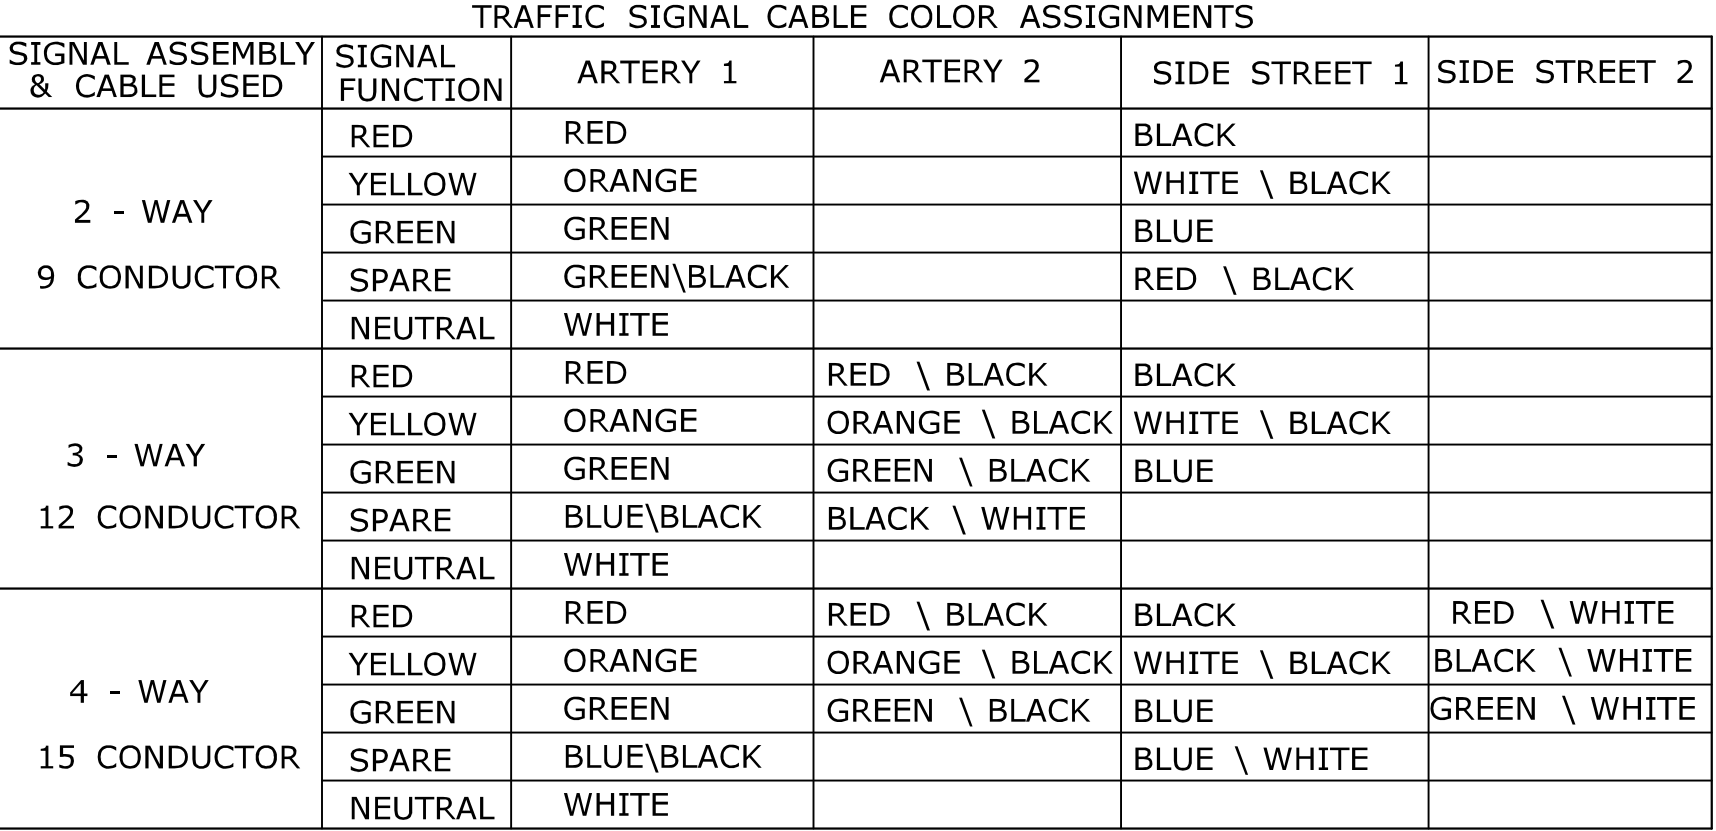 TRAFFIC SIGNAL CABLE COLOR ASSIGNMENTS
SIGNAL ASSEMBLY & CABLE USED SIGNAL FUNCTION ARTERY 1 ARTERY 2 SIDE STREET 1 SIDE STREET 2
2 - WAY
9 CONDUCTOR
RED RED BLACK
YELLOW ORANGE WHITE \ BLACK
GREEN GREEN BLUE
SPARE GREEN\BLACK RED \ BLACK
NEUTRAL WHITE
3 - WAY
12 CONDUCTOR
RED RED RED \ BLACK BLACK
YELLOW ORANGE ORANGE \ BLACK WHITE \ BLACK
GREEN GREEN GREEN \ BLACK BLUE
SPARE BLUE\BLACK BLACK \ WHITE
NEUTRAL WHITE
4 - WAY
15 CONDUCTOR
RED RED RED \ BLACK BLACK RED \ WHITE
YELLOW ORANGE ORANGE \ BLACK WHITE \ BLACK BLACK \ WHITE
GREEN GREEN GREEN \ BLACK BLUE GREEN \ WHITE
SPARE BLUE\BLACK BLUE \ WHITE
NEUTRAL WHITE